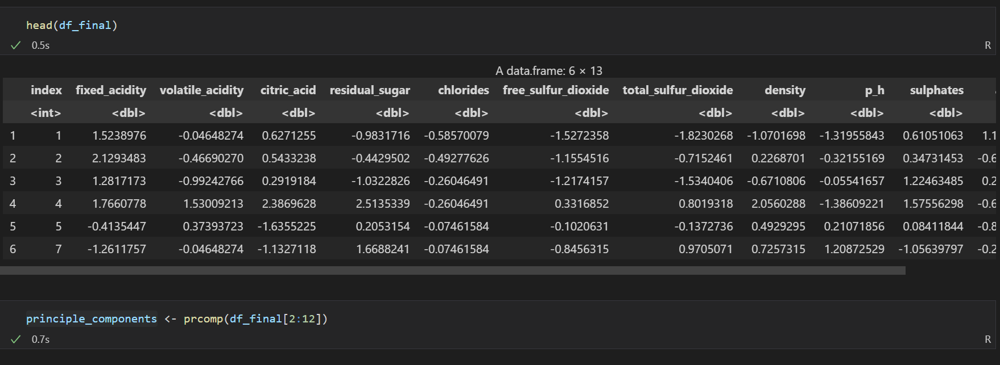 head(df_final)
0.5s
R
A data.frame: 6 × 13
index fixed_acidity volatile_acidity citric_acid residual_sugar chlorides free_sulfur_dioxide total_sulfur_dioxide density p_h sulphates
<int> <dbl> <dbl> <dbl> <dbl> <dbl> <dbl> <dbl> <dbl> <dbl> <dbl>
1 1 1.5238976 -0.04648274 0.6271255 -0.9831716 -0.58570079 -1.5272358 -1.8230268 -1.0701698 -1.31955843 0.61051063 1.1
2 2 2.1293483 -0.46690270 0.5433238 -0.4429502 -0.49277626 -1.1554516 -0.7152461 0.2268701 -0.32155169 0.34731453 -0.6
3 3 1.2817173 -0.99242766 0.2919184 -1.0322826 -0.26046491 -1.2174157 -1.5340406 -0.6710806 -0.05541657 1.22463485 0.2
4 4 1.7660778 1.53009213 2.3869628 2.5135339 -0.26046491 0.3316852 0.8019318 2.0560288 -1.38609221 1.57556298 -0.6
5 5 -0.4135447 0.37393723 -1.6355225 0.2053154 -0.07461584 -0.1020631 -0.1372736 0.4929295 0.21071856 0.08411844 -0.8
6 7 -1.2611757 -0.04648274 -1.1327118 1.6688241 -0.07461584 -0.8456315 0.9705071 0.7257315 1.20872529 -1.05639797 -0.2
principle_components <- prcomp(df_final[2:12])
0.7s
R